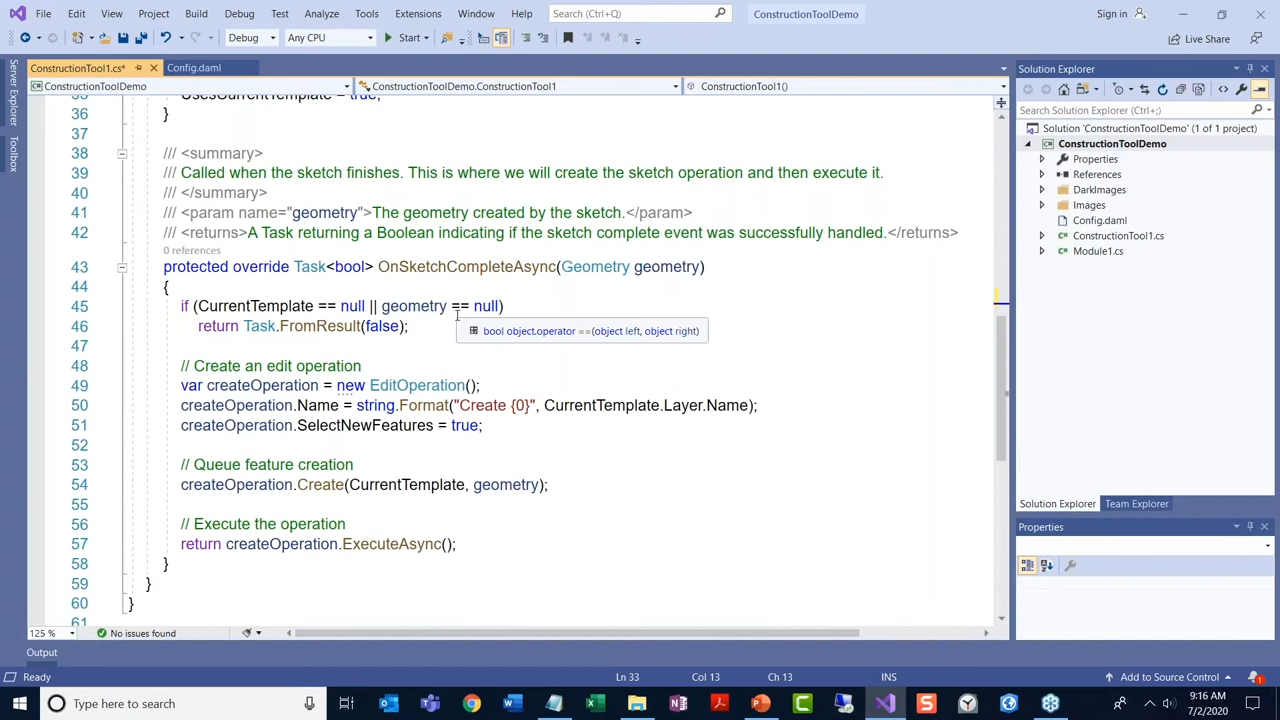 File Edit View Project Build Debug Test Analyze Tools Extensions Window Help Search (Ctrl+Q) ConstructionToolDemo Sign in
Debug Any CPU Start Live Share
Server Explorer
Toolbox
ConstructionTool1.cs* Config.daml
ConstructionToolDemo ConstructionToolDemo.ConstructionTool1 ConstructionTool1()
UsesCurrentTemplate = true;
36 }
37
38 /// <summary>
39 /// Called when the sketch finishes. This is where we will create the sketch operation and then execute it.
40 /// </summary>
41 /// <param name="geometry">The geometry created by the sketch.</param>
42 /// <returns>A Task returning a Boolean indicating if the sketch complete event was successfully handled.</returns>
0 references
43 protected override Task<bool> OnSketchCompleteAsync(Geometry geometry)
44 {
45 if (CurrentTemplate == null || geometry == null)
46 return Task.FromResult(false);
bool object.operator ==(object left, object right)
47
48 // Create an edit operation
49 var createOperation = new EditOperation();
50 createOperation.Name = string.Format("Create {0}", CurrentTemplate.Layer.Name);
51 createOperation.SelectNewFeatures = true;
52
53 // Queue feature creation
54 createOperation.Create(CurrentTemplate, geometry);
55
56 // Execute the operation
57 return createOperation.ExecuteAsync();
58 }
59 }
60 }
61
125 % No issues found
Output
Solution Explorer
Search Solution Explorer (Ctrl+;)
Solution 'ConstructionToolDemo' (1 of 1 project)
ConstructionToolDemo
Properties
References
DarkImages
Images
Config.daml
ConstructionTool1.cs
Module1.cs
Solution Explorer Team Explorer
Properties
Ready Ln 33 Col 13 Ch 13 INS Add to Source Control 1
Type here to search
9:16 AM
7/2/2020